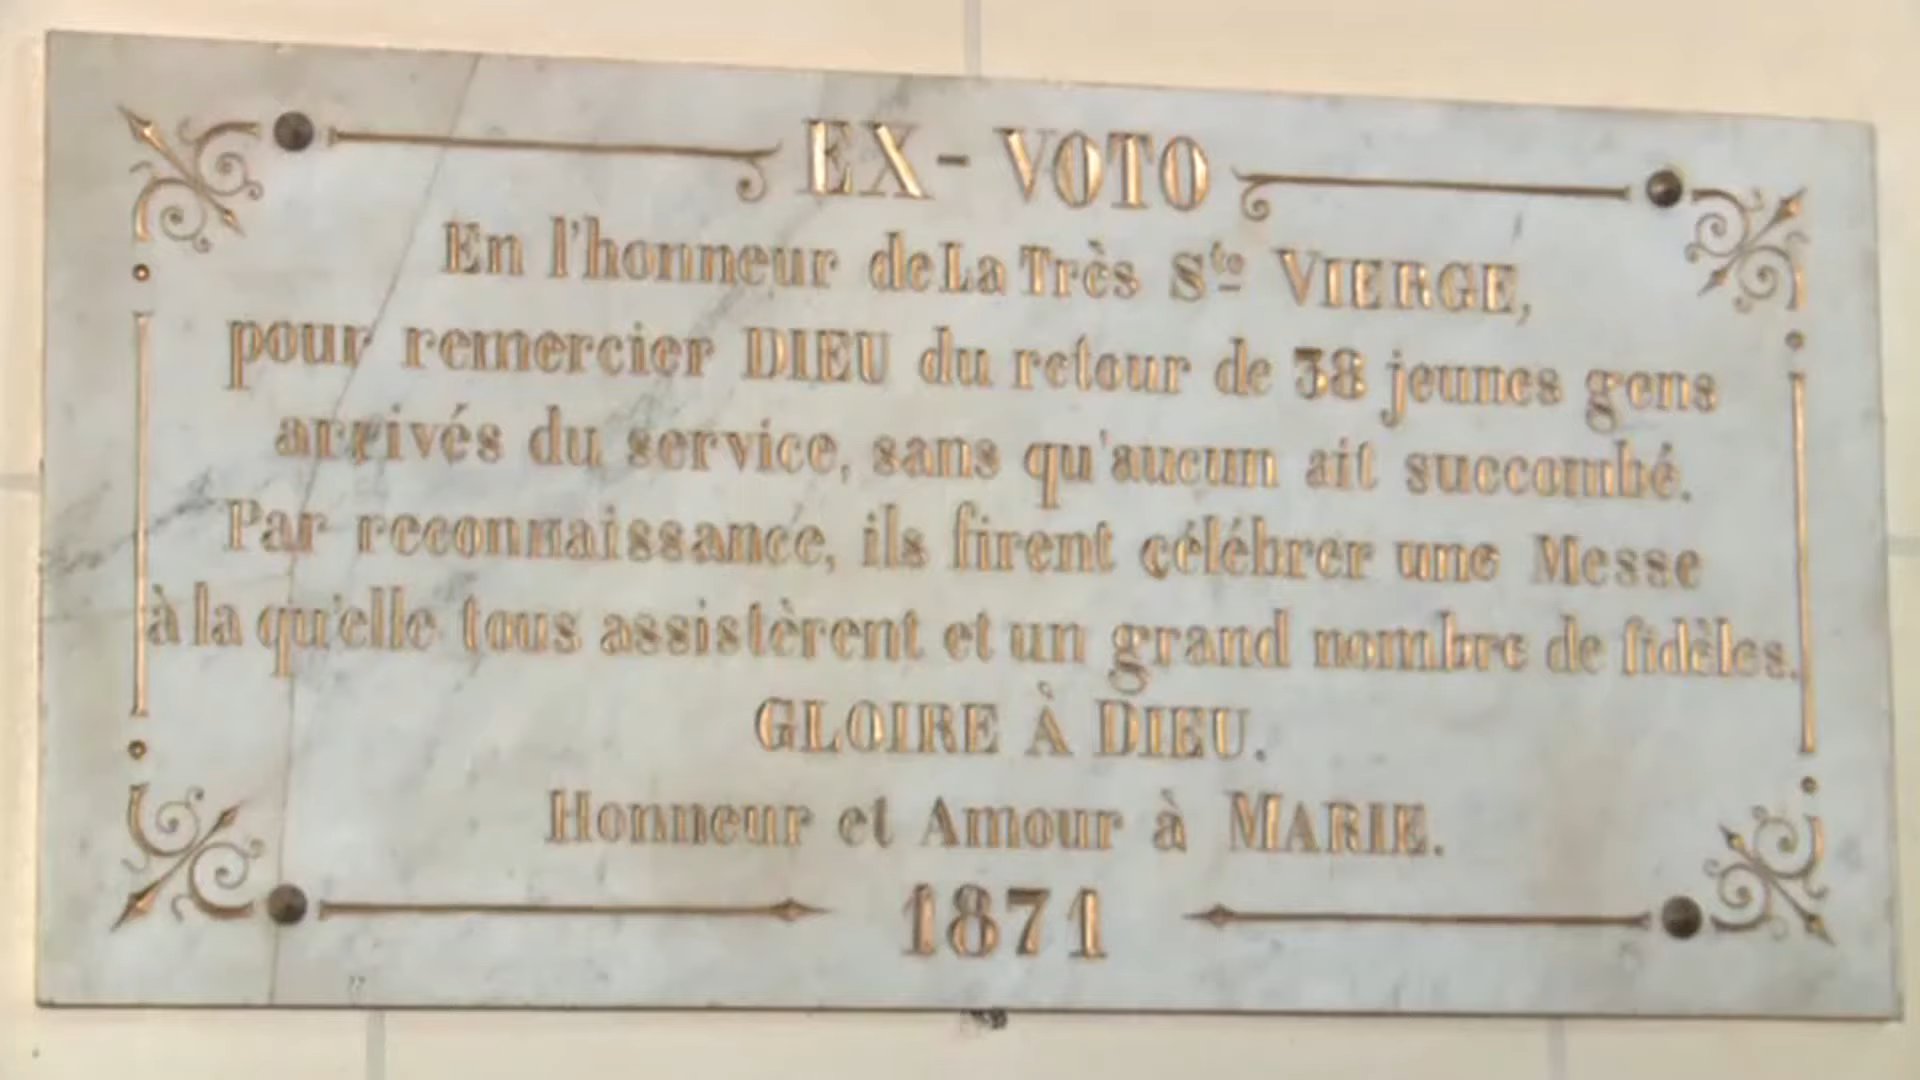 EX-VOTO
En l'honneur de La Très Ste VIERGE,
pour remercier DIEU du retour de 38 jeunes gens
arrivés du service, sans qu'aucun ait succombé.
Par reconnaissance, ils firent célébrer une Messe
à la qu'elle tous assistèrent et un grand nombre de fidèles.
GLOIRE À DIEU.
Honneur et Amour à MARIE.
1871